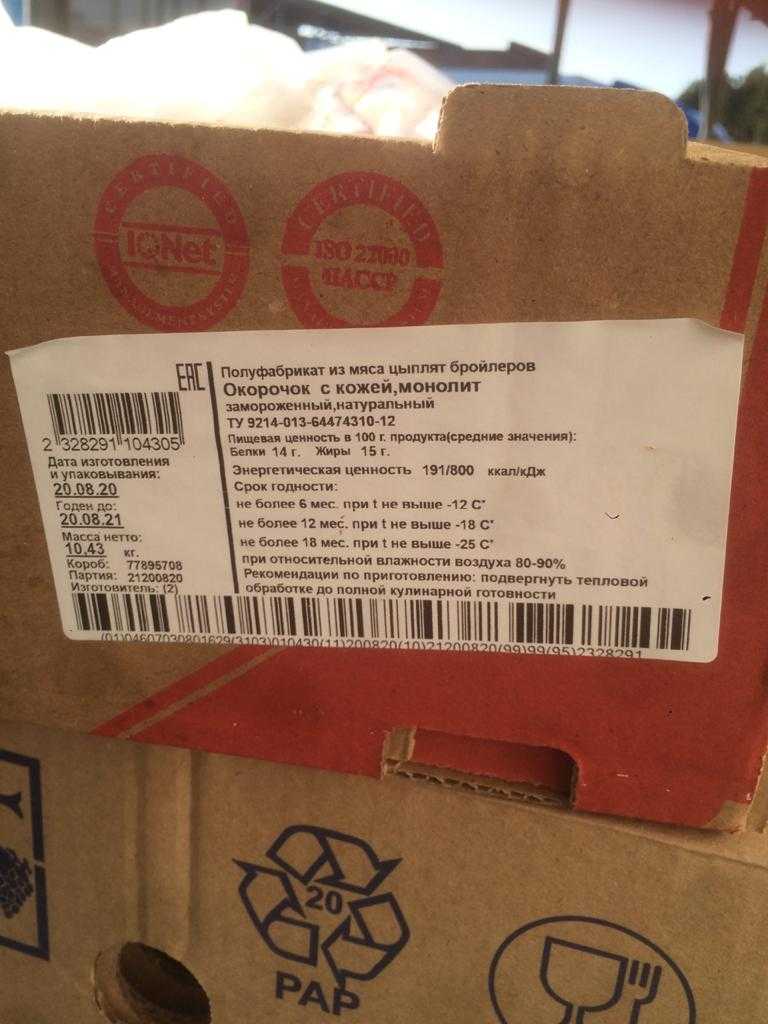 CERTIFIED
IQNet
MANAGEMENT SYSTEM
CERTIFIED
ISO 22000
HACCP
EAC
2 328291 104305
Дата изготовления
и упаковывания:
20.08.20
Годен до:
20.08.21
Масса нетто:
10,43 кг.
Короб: 77895708
Партия: 21200820
Изготовитель: (2)
Полуфабрикат из мяса цыплят бройлеров
Окорочок с кожей,монолит
замороженный,натуральный
ТУ 9214-013-64474310-12
Пищевая ценность в 100 г. продукта(средние значения):
Белки 14 г. Жиры 15 г.
Энергетическая ценность 191/800 ккал/кДж
Срок годности:
не более 6 мес. при t не выше -12 С°
не более 12 мес. при t не выше -18 С°
не более 18 мес. при t не выше -25 С°
при относительной влажности воздуха 80-90%
Рекомендации по приготовлению: подвергнуть тепловой
обработке до полной кулинарной готовности
(01)04607030801629(3103)010430(11)200820(10)21200820(99)99(95)2328291
20
PAP